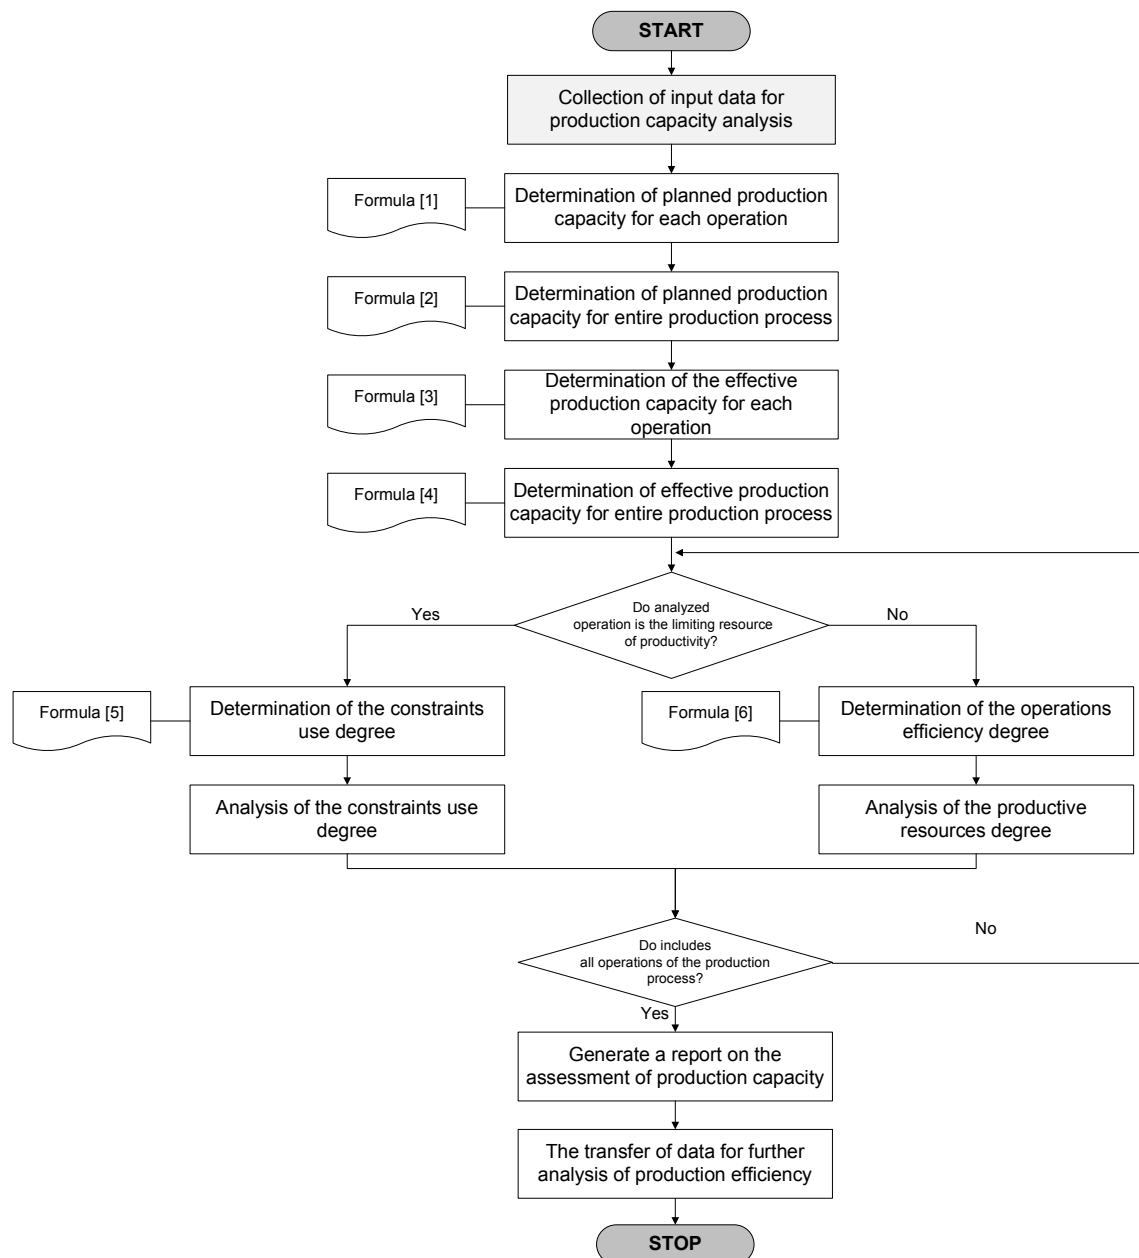 START
Collection of input data for
production capacity analysis
Formula [1]
Determination of planned production
capacity for each operation
Formula [2]
Determination of planned production
capacity for entire production process
Formula [3]
Determination of the effective
production capacity for each
operation
Formula [4]
Determination of effective production
capacity for entire production process
Do analyzed
operation is the limiting resource
of productivity?
Yes
No
Formula [5]
Determination of the constraints
use degree
Formula [6]
Determination of the operations
efficiency degree
Analysis of the constraints use
degree
Analysis of the productive
resources degree
Do includes
all operations of the production
process?
No
Yes
Generate a report on the
assessment of production capacity
The transfer of data for further
analysis of production efficiency
STOP